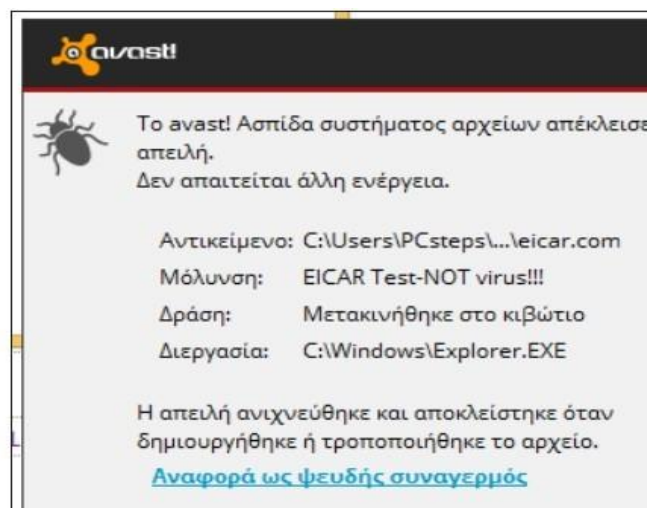 avast!
Το avast! Ασπίδα συστήματος αρχείων απέκλεισε
απειλή.
Δεν απαιτείται άλλη ενέργεια.
Αντικείμενο: C:\Users\PCsteps\...\eicar.com
Μόλυνση: EICAR Test-NOT virus!!!
Δράση: Μετακινήθηκε στο κιβώτιο
Διεργασία: C:\Windows\Explorer.EXE
Η απειλή ανιχνεύθηκε και αποκλείστηκε όταν
δημιουργήθηκε ή τροποποιήθηκε το αρχείο.
Αναφορά ως ψευδής συναγερμός